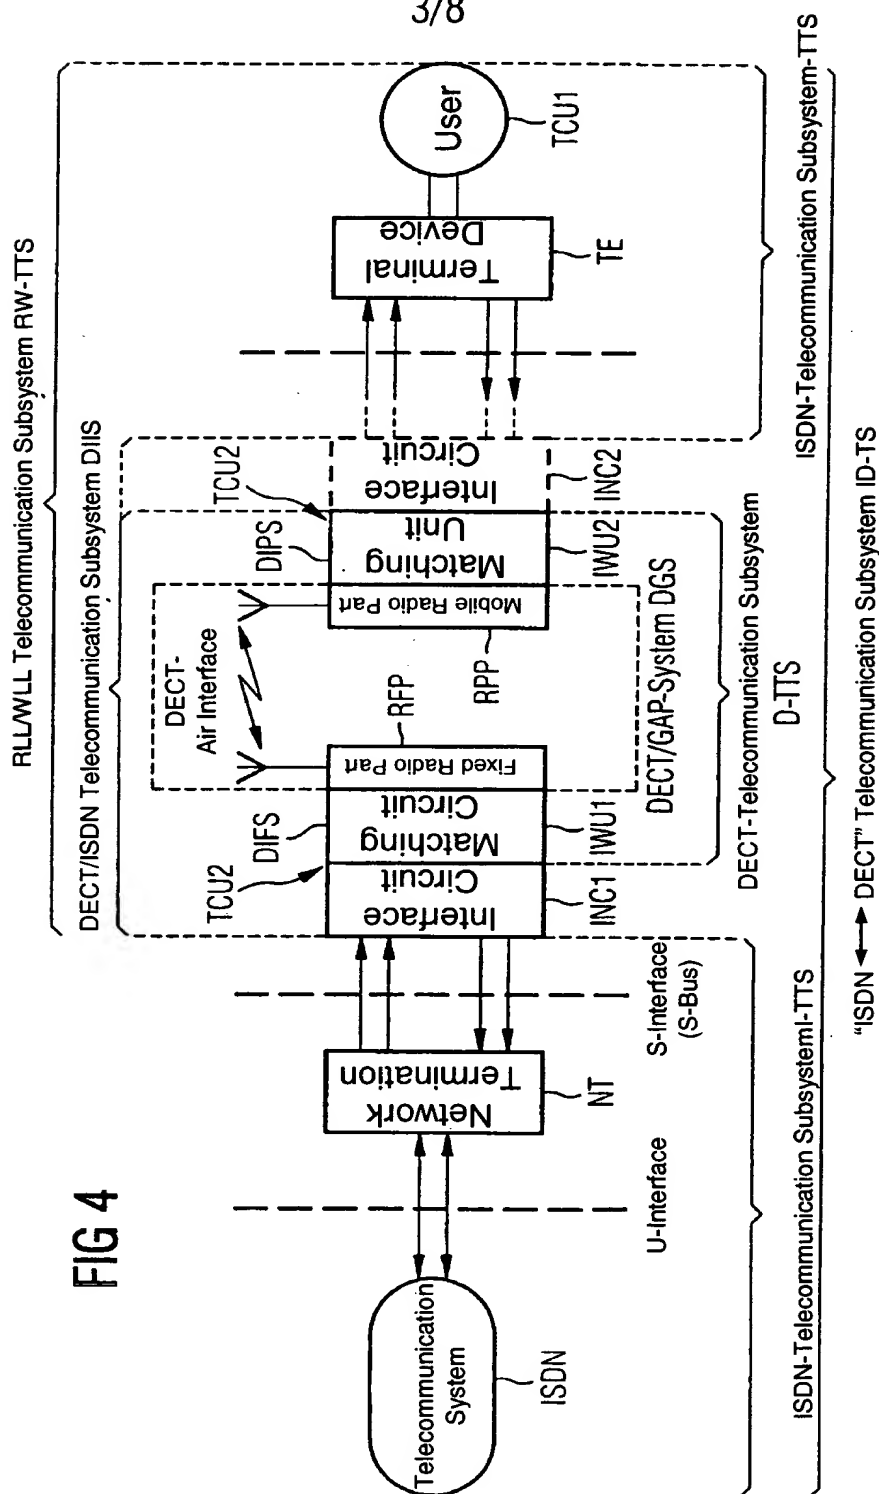 3/8
RLL/WLL Telecommunication Subsystem RW-TTS
DECT/ISDN Telecommunication Subsystem DIIS
FIG 4
Telecommunication
System
ISDN
U-Interface
Network
Termination
NT
S-Interface
(S-Bus)
TCU2
DIFS
Interface
Circuit
INC1
Matching
Circuit
IWU1
Fixed Radio Part
RFP
DECT-
Air Interface
RPP
Mobile Radio Part
DIPS
TCU2
Matching
Unit
IWU2
Interface
Circuit
INC2
Terminal
Device
TE
User
TCU1
DECT/GAP-System DGS
DECT-Telecommunication Subsystem
D-TTS
ISDN-Telecommunication SubsystemI-TTS
ISDN-Telecommunication Subsystem-TTS
"ISDN ↔ DECT" Telecommunication Subsystem ID-TS